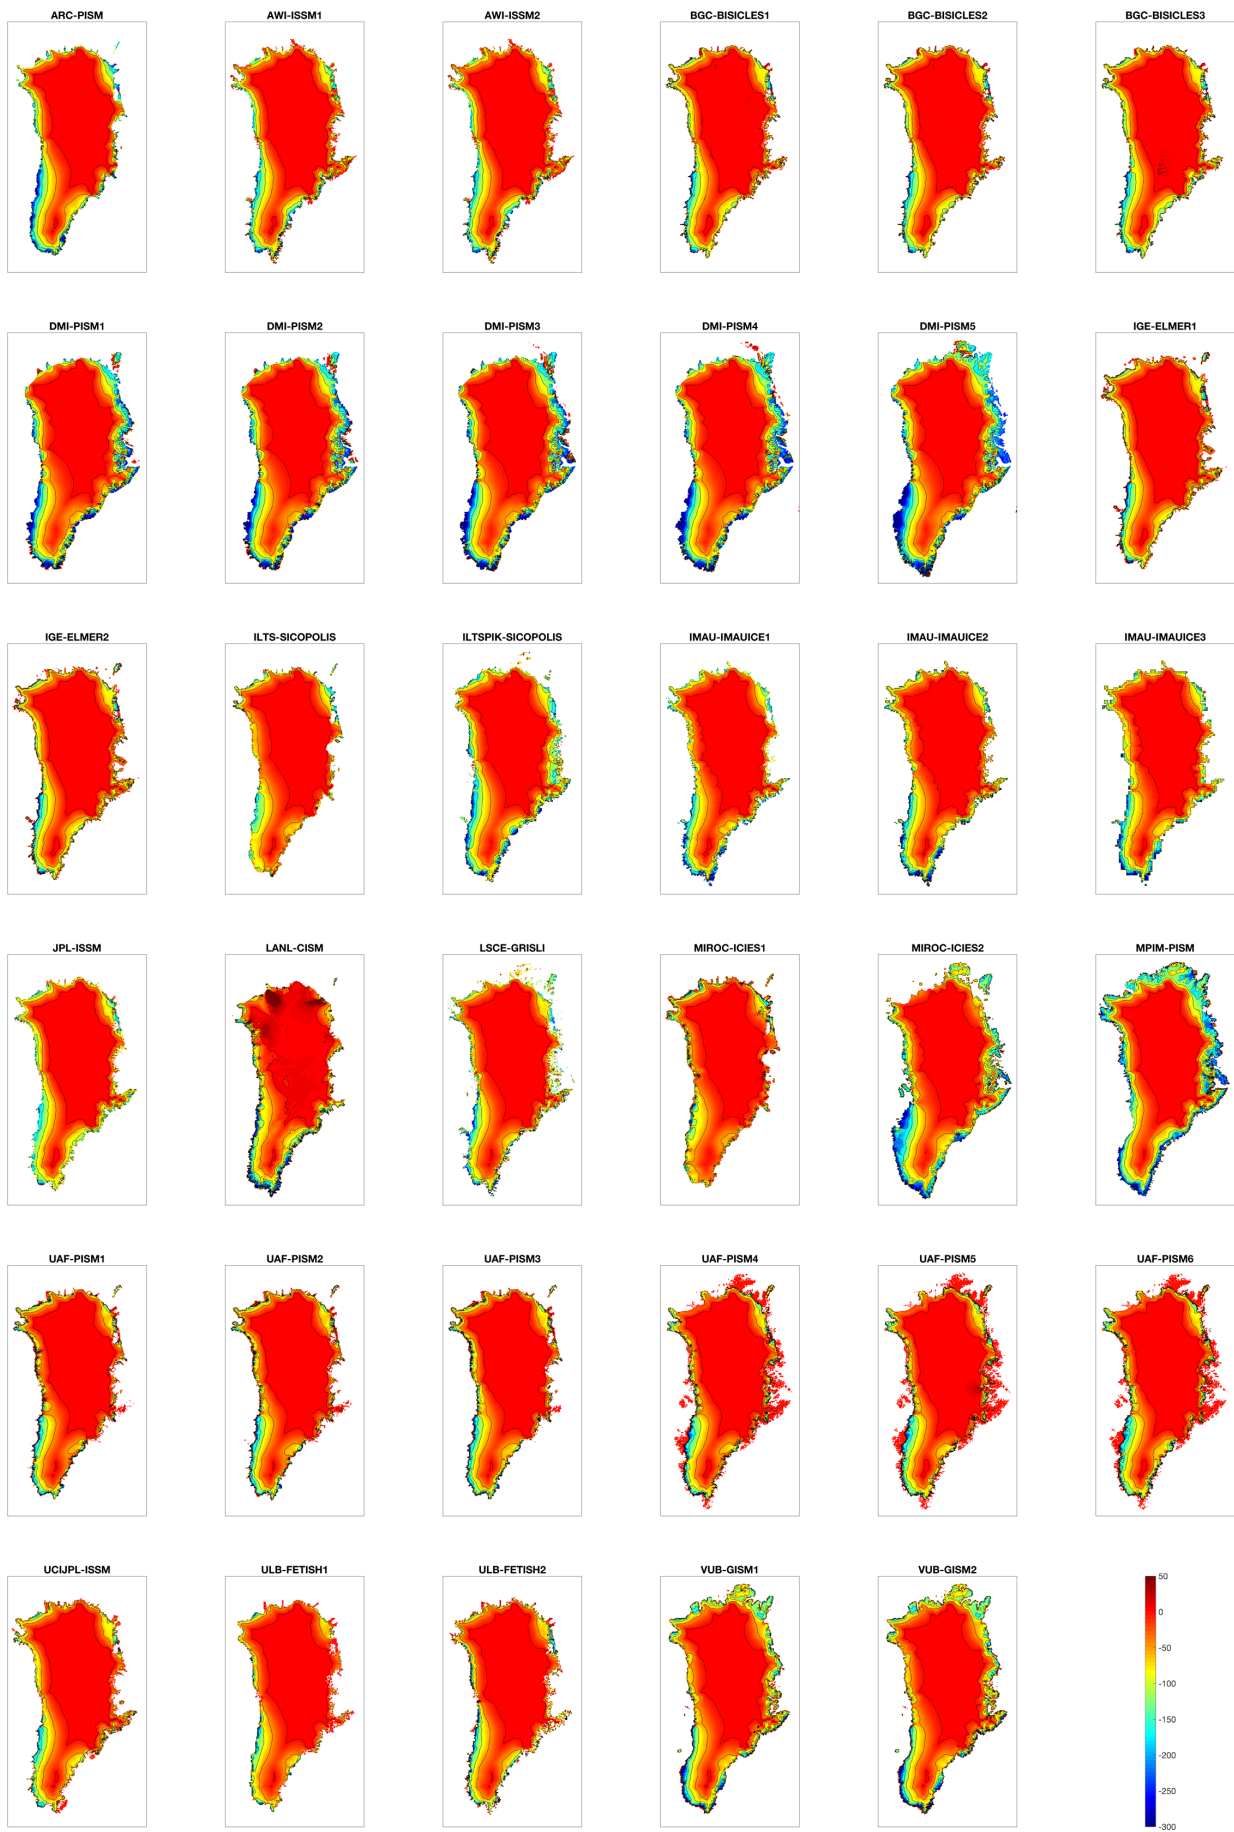 ARC-PISM AWI-ISSM1 AWI-ISSM2 BGC-BISICLES1 BGC-BISICLES2 BGC-BISICLES3
DMI-PISM1 DMI-PISM2 DMI-PISM3 DMI-PISM4 DMI-PISM5 IGE-ELMER1
IGE-ELMER2 ILTS-SICOPOLIS ILTSPIK-SICOPOLIS IMAU-IMAUICE1 IMAU-IMAUICE2 IMAU-IMAUICE3
JPL-ISSM LANL-CISM LSCE-GRISLI MIROC-ICIES1 MIROC-ICIES2 MPIM-PISM
UAF-PISM1 UAF-PISM2 UAF-PISM3 UAF-PISM4 UAF-PISM5 UAF-PISM6
UCIJPL-ISSM ULB-FETISH1 ULB-FETISH2 VUB-GISM1 VUB-GISM2
50
0
-50
-100
-150
-200
-250
-300